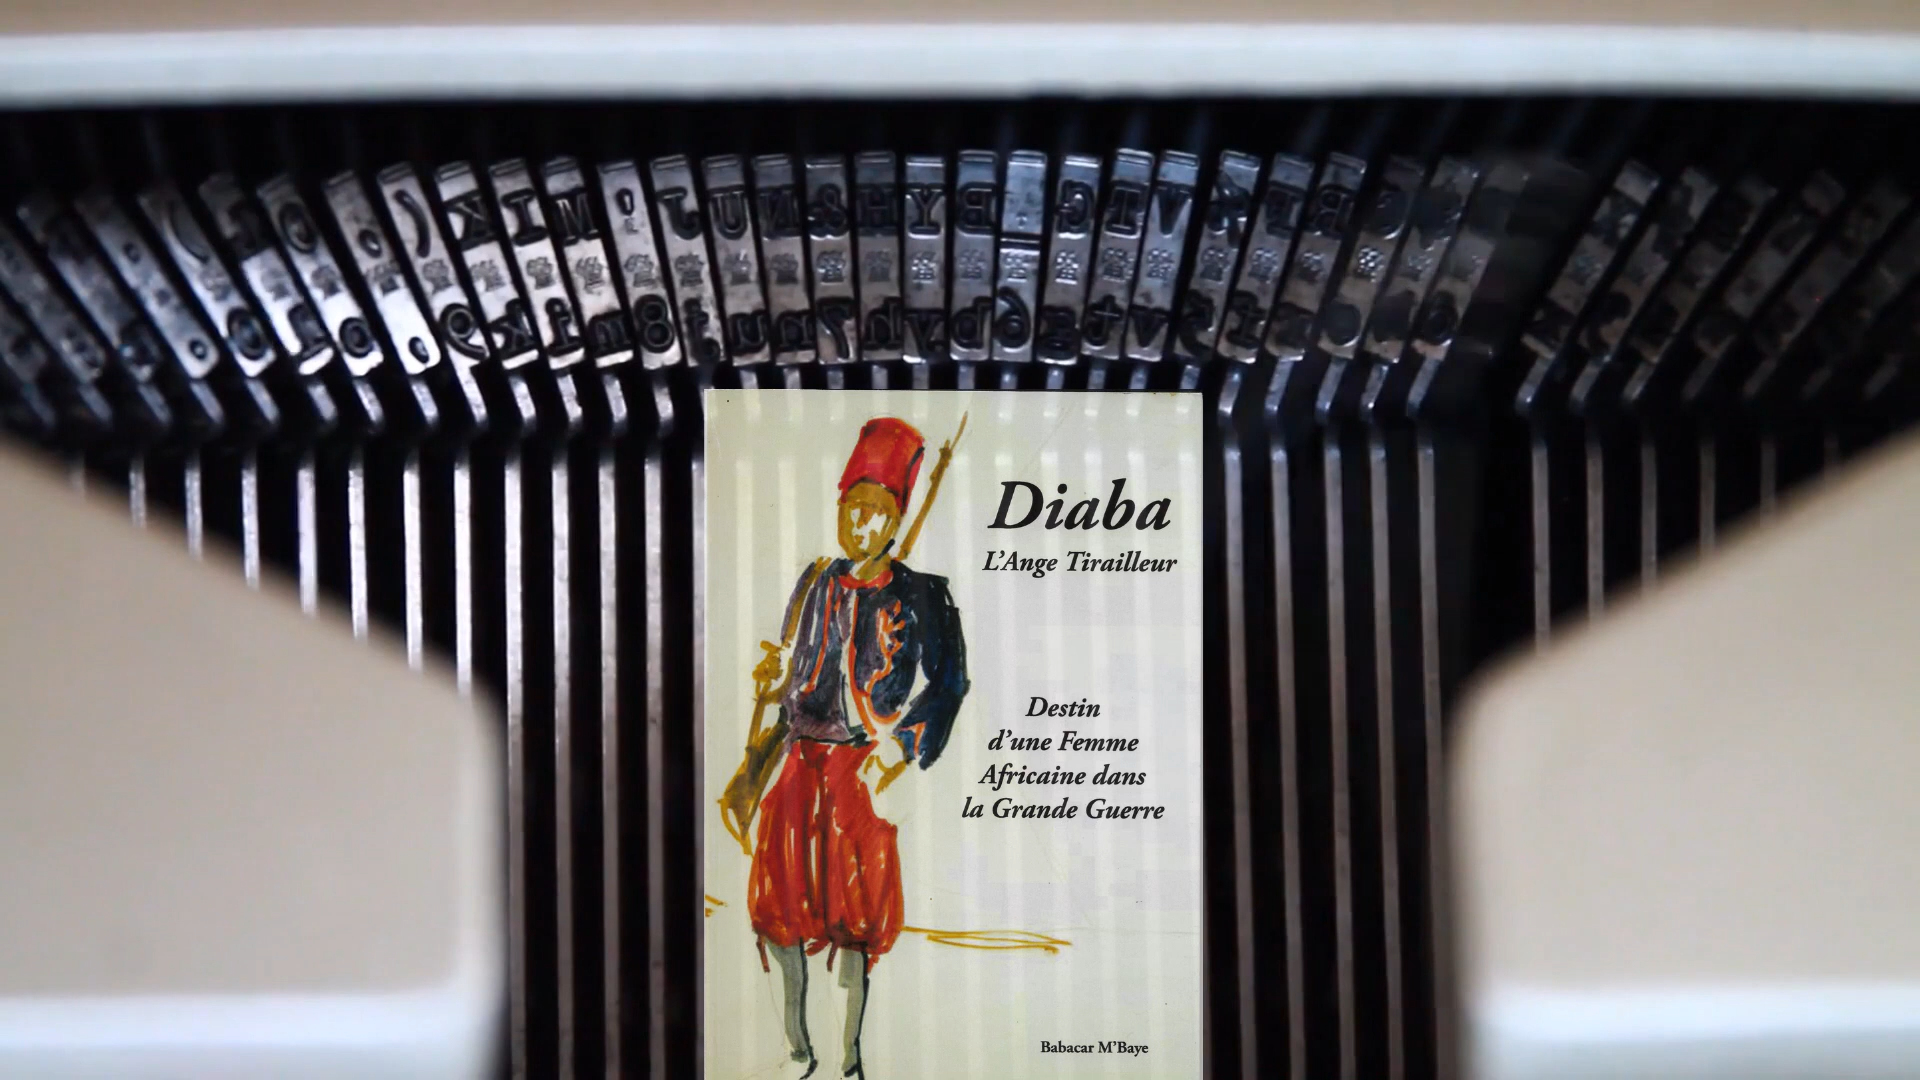 Diaba
L'Ange Tirailleur
Destin
d'une Femme
Africaine dans
la Grande Guerre
Babacar M'Baye